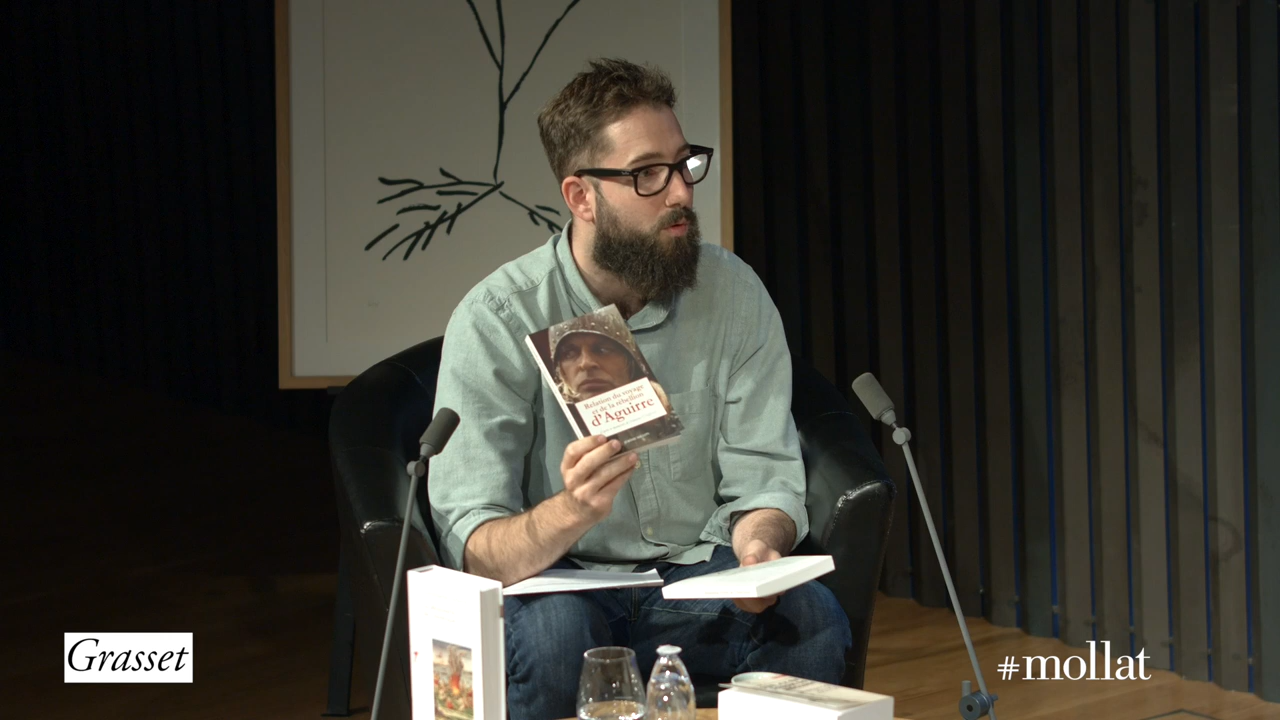 Relation du voyage
et de la rébellion
d'Aguirre
Grasset
#mollat